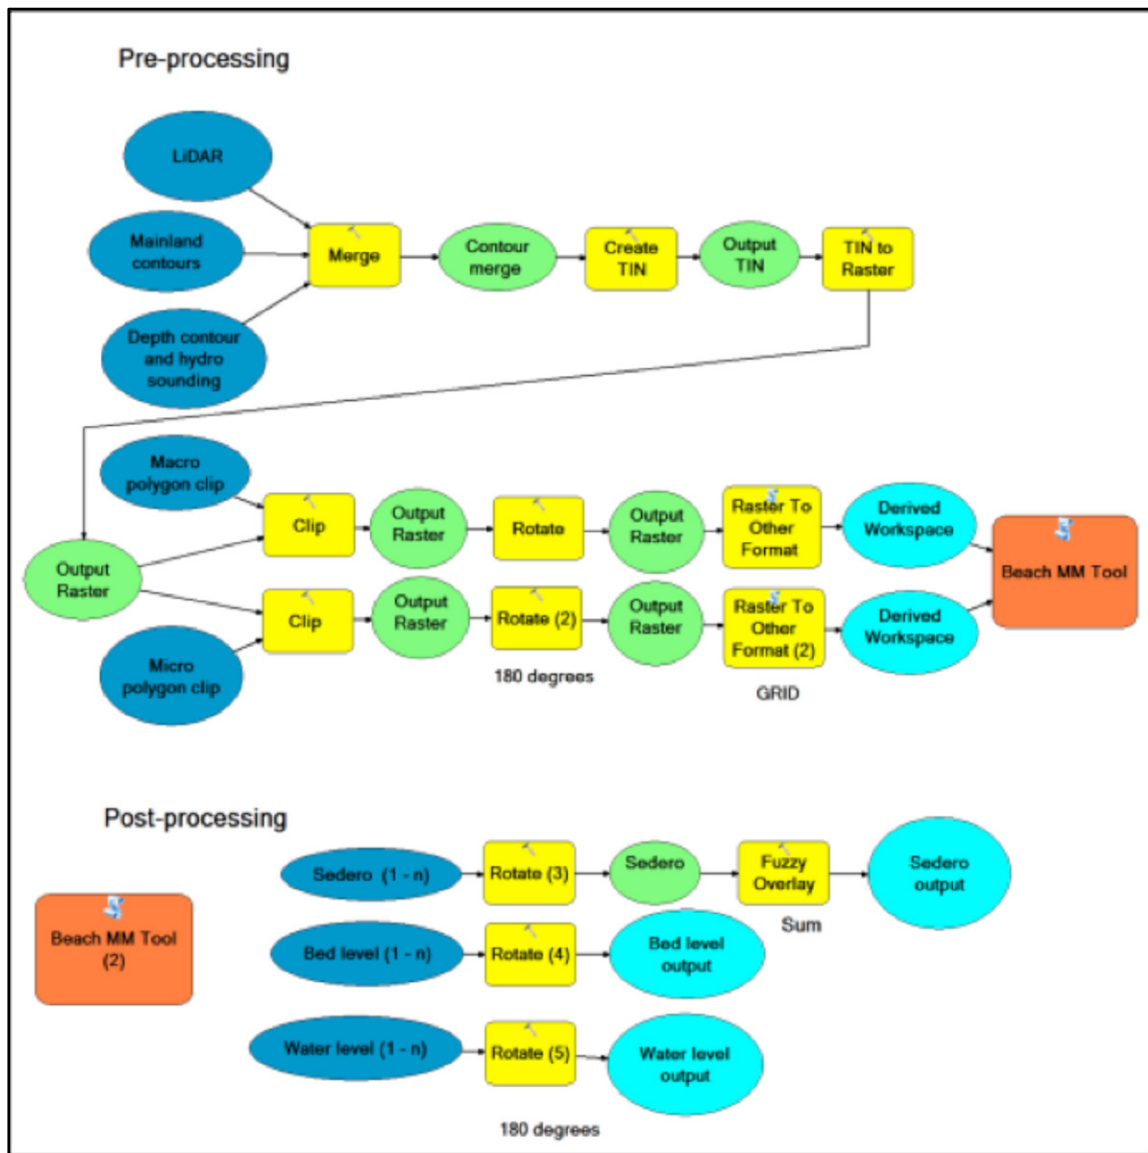 Pre-processing
LiDAR
Mainland
contours
Depth contour
and hydro
sounding
Merge
Contour
merge
Create
TIN
Output
TIN
TIN to
Raster
Macro
polygon clip
Output
Raster
Micro
polygon clip
Clip
Output
Raster
Rotate
Output
Raster
Raster To
Other
Format
Derived
Workspace
Clip
Output
Raster
Rotate (2)
Output
Raster
Raster To
Other
Format (2)
Derived
Workspace
Beach MM Tool
180 degrees
GRID
Post-processing
Beach MM Tool
(2)
Sedero (1 - n)
Rotate (3)
Sedero
Fuzzy
Overlay
Sedero
output
Sum
Bed level (1 - n)
Rotate (4)
Bed level
output
Water level (1 - n)
Rotate (5)
Water level
output
180 degrees